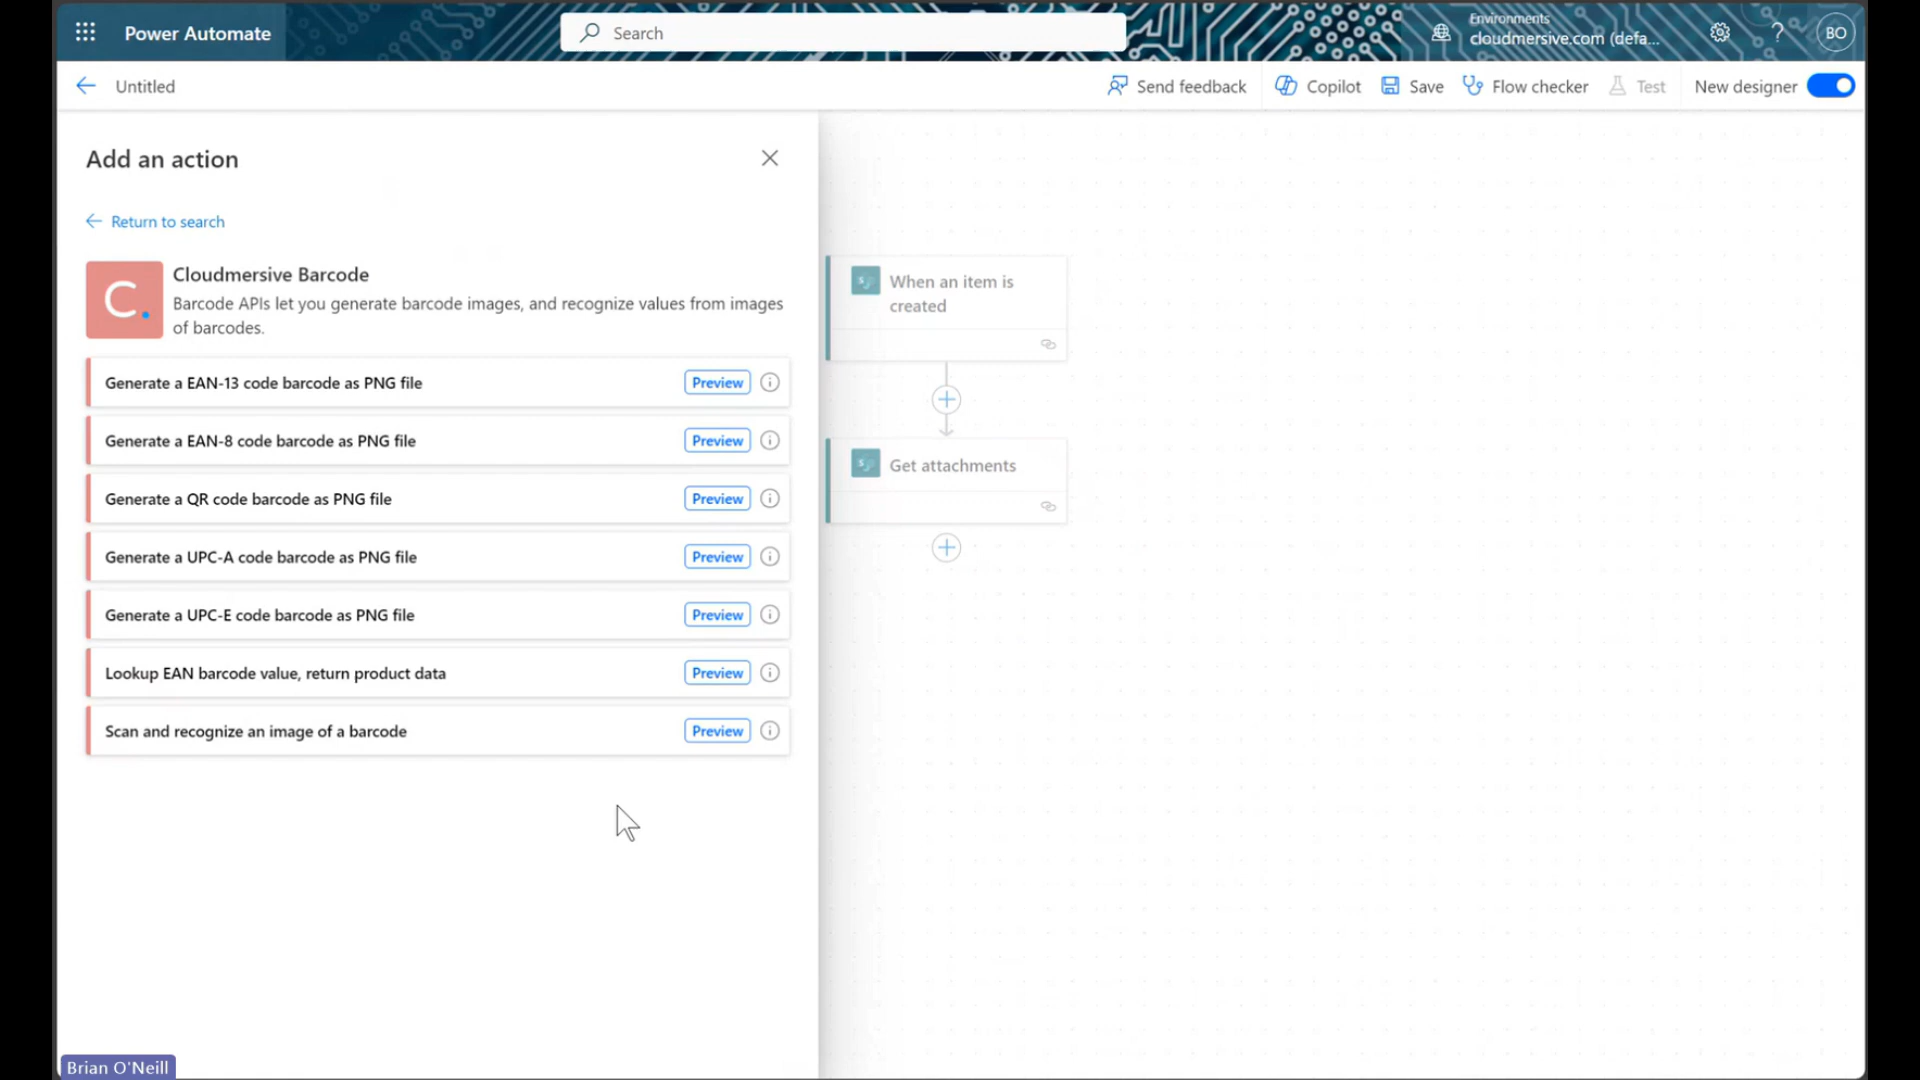 Power Automate
Search
Environments
cloudmersive.com (defa...
BO
Untitled
Send feedback
Copilot
Save
Flow checker
Test
New designer
Add an action
Return to search
C.
Cloudmersive Barcode
Barcode APIs let you generate barcode images, and recognize values from images
of barcodes.
Generate a EAN-13 code barcode as PNG file Preview
Generate a EAN-8 code barcode as PNG file Preview
Generate a QR code barcode as PNG file Preview
Generate a UPC-A code barcode as PNG file Preview
Generate a UPC-E code barcode as PNG file Preview
Lookup EAN barcode value, return product data Preview
Scan and recognize an image of a barcode Preview
When an item is
created
Get attachments
Brian O'Neill